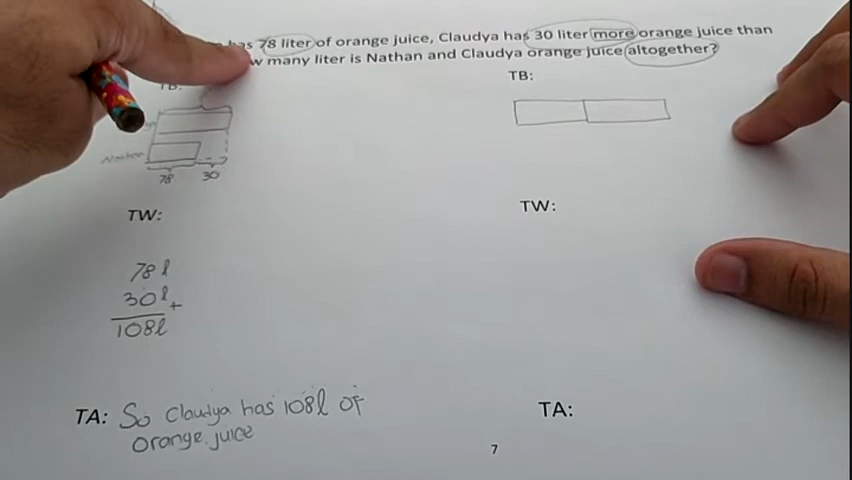 has 78 liter of orange juice, Claudya has 30 liter more orange juice than
many liter is Nathan and Claudya orange juice altogether?
TB:
TB:
78 30
TW:
TW:
78 l
30 l +
108 l
TA: So Claudya has 108 l of
orange juice
TA:
7